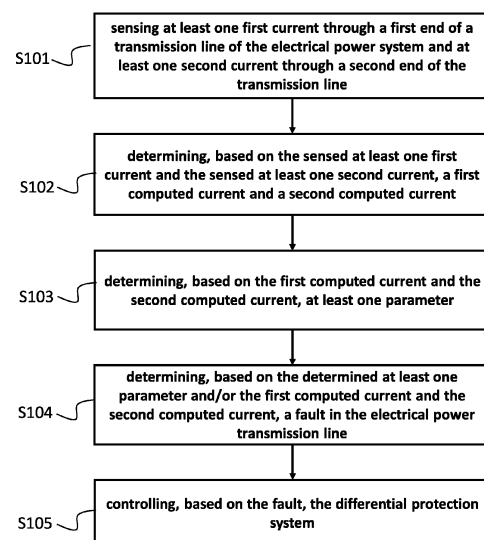 S101
sensing at least one first current through a first end of a
transmission line of the electrical power system and at
least one second current through a second end of the
transmission line
S102
determining, based on the sensed at least one first
current and the sensed at least one second current, a first
computed current and a second computed current
S103
determining, based on the first computed current and
the second computed current, at least one parameter
S104
determining, based on the determined at least one
parameter and/or the first computed current and the
second computed current, a fault in the electrical power
transmission line
S105
controlling, based on the fault, the differential protection
system